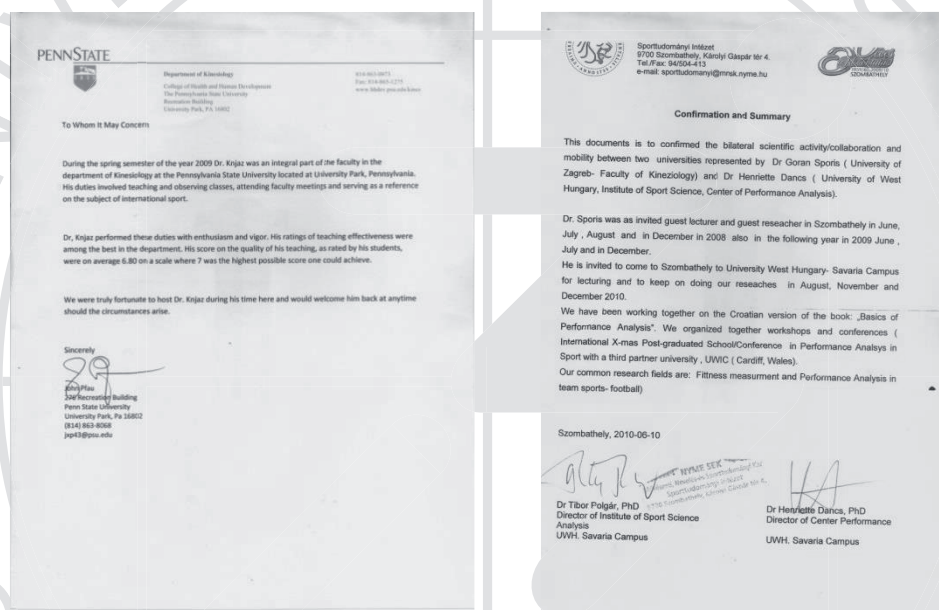 PENNSTATE
Department of Kinesiology
College of Health and Human Development
The Pennsylvania State University
Recreation Building
University Park, PA 16802
To Whom It May Concern
During the spring semester of the year 2009 Dr. Knjaz was an integral part of the faculty in the
department of Kinesiology at the Pennsylvania State University located at University Park, Pennsylvania.
His duties involved teaching and observing classes, attending faculty meetings and serving as a reference
on the subject of international sport.
Dr, Knjaz performed these duties with enthusiasm and vigor. His ratings of teaching effectiveness were
among the best in the department. His score on the quality of his teaching, as rated by his students,
were on average 6.80 on a scale where 7 was the highest possible score one could achieve.
We were truly fortunate to host Dr. Knjaz during his time here and would welcome him back at anytime
should the circumstances arise.
Sincerely
John Pfau
Recreation Building
Penn State University
University Park, Pa 16802
(814) 863-8068
jxp43@psu.edu
Sporttudományi Intézet
9700 Szombathely, Károlyi Gáspár tér 4.
Tel./Fax: 94/504-413
e-mail: sporttudomanyi@mnsk.nyme.hu
SZOMBATHELY
Confirmation and Summary
This documents is to confirmed the bilateral scientific activity/collaboration and
mobility between two universities represented by Dr Goran Sporis ( University of
Zagreb- Faculty of Kineziology) and Dr Henriette Dancs ( University of West
Hungary, Institute of Sport Science, Center of Performance Analysis).
Dr. Sporis was as invited guest lecturer and guest reseacher in Szombathely in June,
July , August and in December in 2008 also in the following year in 2009 June ,
July and in December.
He is invited to come to Szombathely to University West Hungary- Savaria Campus
for lecturing and to keep on doing our reseaches in August, November and
December 2010.
We have been working together on the Croatian version of the book: „Basics of
Performance Analysis". We organized together workshops and conferences (
International X-mas Post-graduated School/Conference in Performance Analsys in
Sport with a third partner university , UWIC ( Cardiff, Wales).
Our common research fields are: Fittness measurment and Performance Analysis in
team sports- football)
Szombathely, 2010-06-10
NYME SEK
Dr Tibor Polgár, PhD
Director of Institute of Sport Science
Analysis
UWH. Savaria Campus
Dr Henriette Dancs, PhD
Director of Center Performance
UWH. Savaria Campus